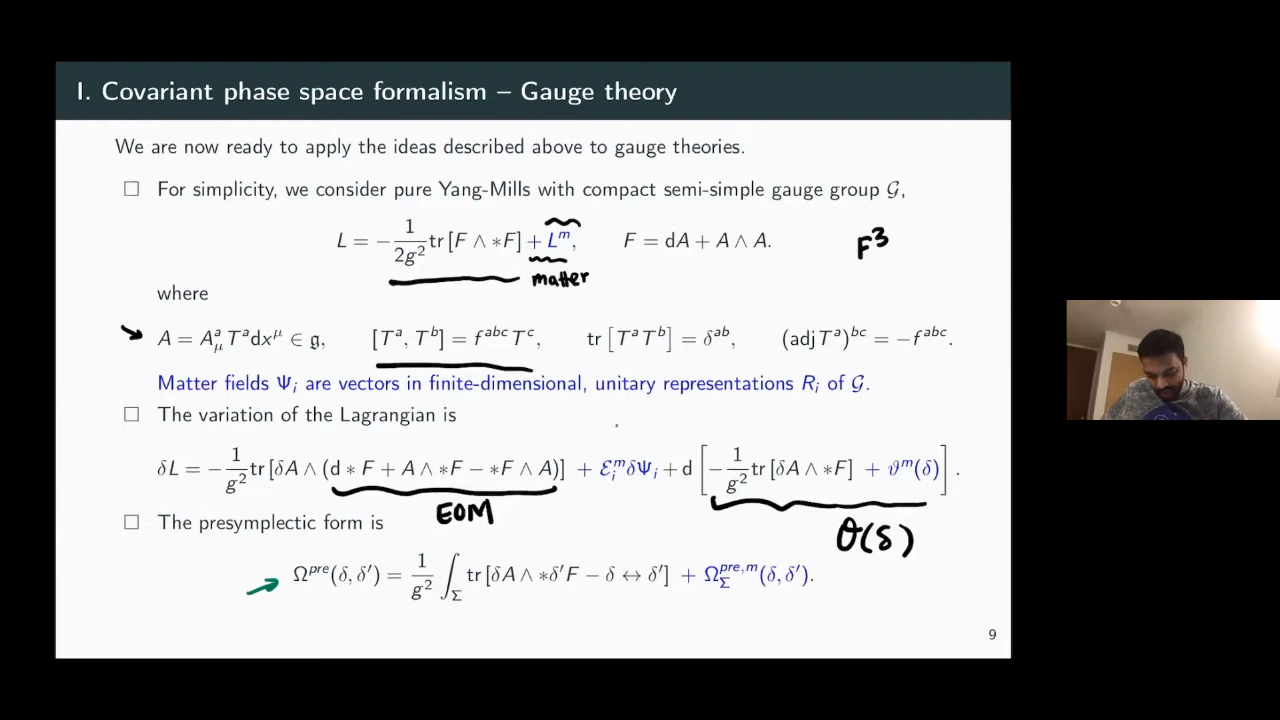 I. Covariant phase space formalism – Gauge theory
We are now ready to apply the ideas described above to gauge theories.
□ For simplicity, we consider pure Yang-Mills with compact semi-simple gauge group 𝒢,
L = −1/2g² tr [F ∧ ∗F] + Lᵐ, F = dA + A ∧ A. F³
matter
where
A = A^a_μ T^a dx^μ ∈ 𝔤, [T^a, T^b] = f^{abc} T^c, tr [T^a T^b] = δ^{ab}, (adj T^a)^{bc} = −f^{abc}.
Matter fields Ψ_i are vectors in finite-dimensional, unitary representations R_i of 𝒢.
□ The variation of the Lagrangian is
δL = −1/g² tr [δA ∧ (d ∗ F + A ∧ ∗F − ∗F ∧ A)] + ℰ^m_i δΨ_i + d [−1/g² tr [δA ∧ ∗F] + ϑ^m(δ)].
EOM θ(δ)
□ The presymplectic form is
Ω^{pre}(δ, δ′) = 1/g² ∫_Σ tr [δA ∧ ∗δ′F − δ ↔ δ′] + Ω^{pre,m}_Σ(δ, δ′).
9